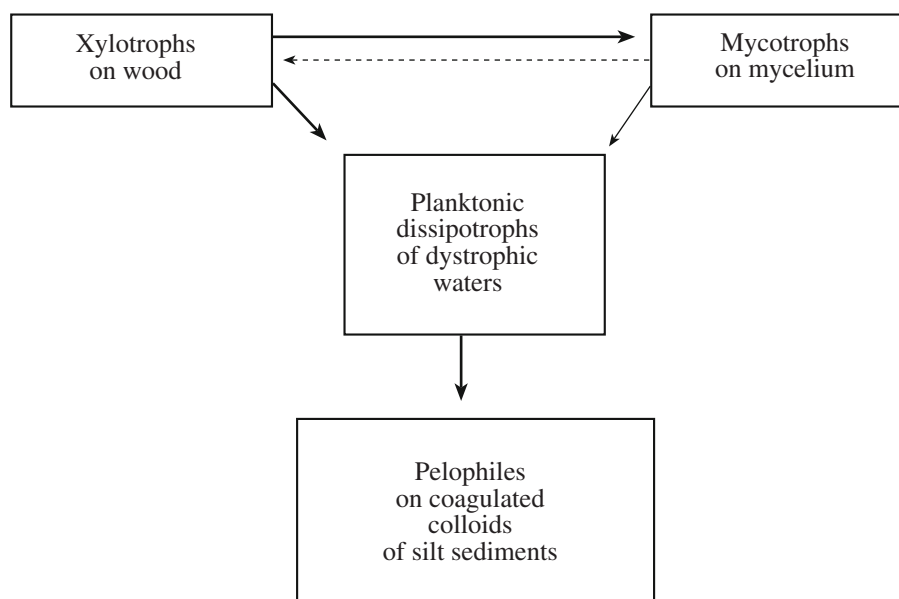 Xylotrophs
on wood
Mycotrophs
on mycelium
Planktonic
dissipotrophs
of dystrophic
waters
Pelophiles
on coagulated
colloids
of silt sediments